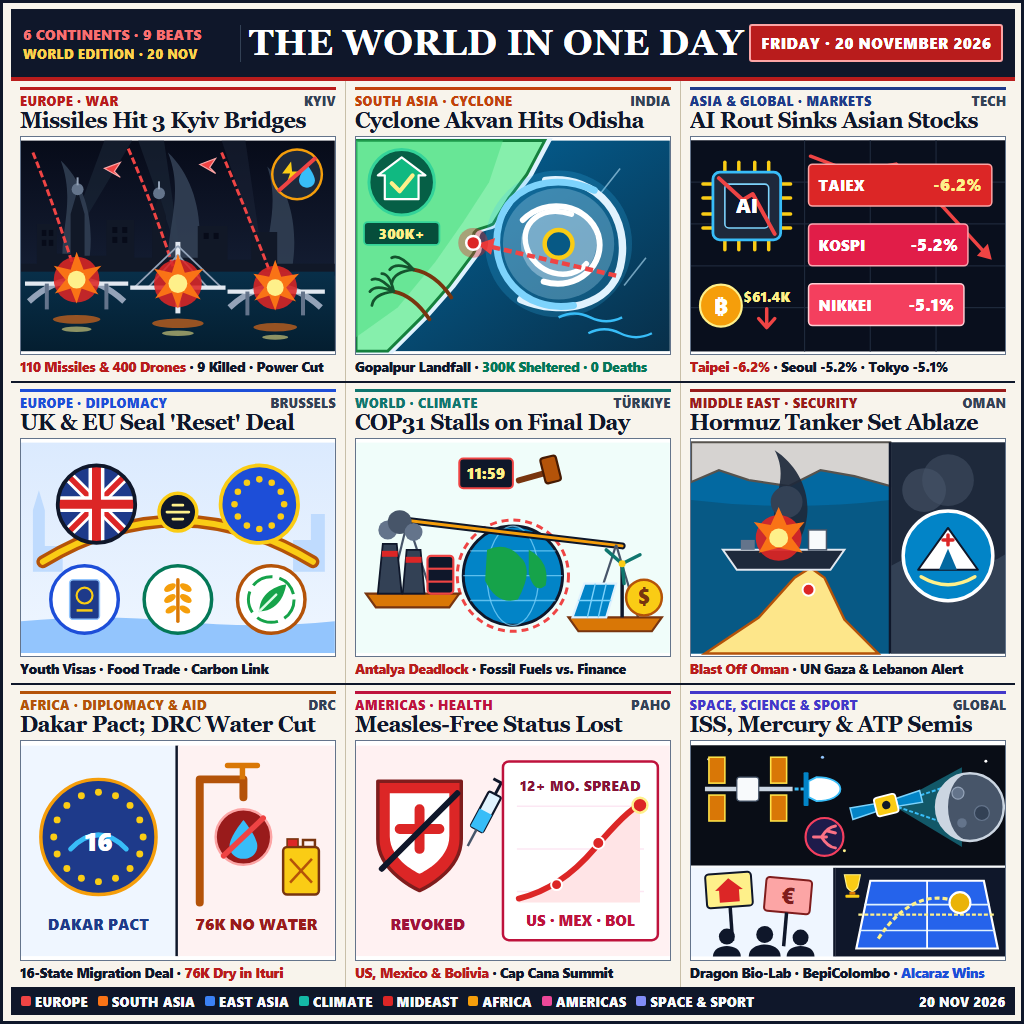 6 CONTINENTS · 9 BEATS
WORLD EDITION · 20 NOV
THE WORLD IN ONE DAY
FRIDAY · 20 NOVEMBER 2026
EUROPE · WAR
KYIV
Missiles Hit 3 Kyiv Bridges
110 Missiles & 400 Drones · 9 Killed · Power Cut
SOUTH ASIA · CYCLONE
INDIA
Cyclone Akvan Hits Odisha
300K+
Gopalpur Landfall · 300K Sheltered · 0 Deaths
ASIA & GLOBAL · MARKETS
TECH
AI Rout Sinks Asian Stocks
AI
TAIEX -6.2%
KOSPI -5.2%
₿ $61.4K
NIKKEI -5.1%
Taipei -6.2% · Seoul -5.2% · Tokyo -5.1%
EUROPE · DIPLOMACY
BRUSSELS
UK & EU Seal 'Reset' Deal
Youth Visas · Food Trade · Carbon Link
WORLD · CLIMATE
TÜRKIYE
COP31 Stalls on Final Day
11:59
$
Antalya Deadlock · Fossil Fuels vs. Finance
MIDDLE EAST · SECURITY
OMAN
Hormuz Tanker Set Ablaze
Blast Off Oman · UN Gaza & Lebanon Alert
AFRICA · DIPLOMACY & AID
DRC
Dakar Pact; DRC Water Cut
16
DAKAR PACT
76K NO WATER
16-State Migration Deal · 76K Dry in Ituri
AMERICAS · HEALTH
PAHO
Measles-Free Status Lost
REVOKED
12+ MO. SPREAD
US · MEX · BOL
US, Mexico & Bolivia · Cap Cana Summit
SPACE, SCIENCE & SPORT
GLOBAL
ISS, Mercury & ATP Semis
€
Dragon Bio-Lab · BepiColombo · Alcaraz Wins
EUROPE SOUTH ASIA EAST ASIA CLIMATE MIDEAST AFRICA AMERICAS SPACE & SPORT
20 NOV 2026